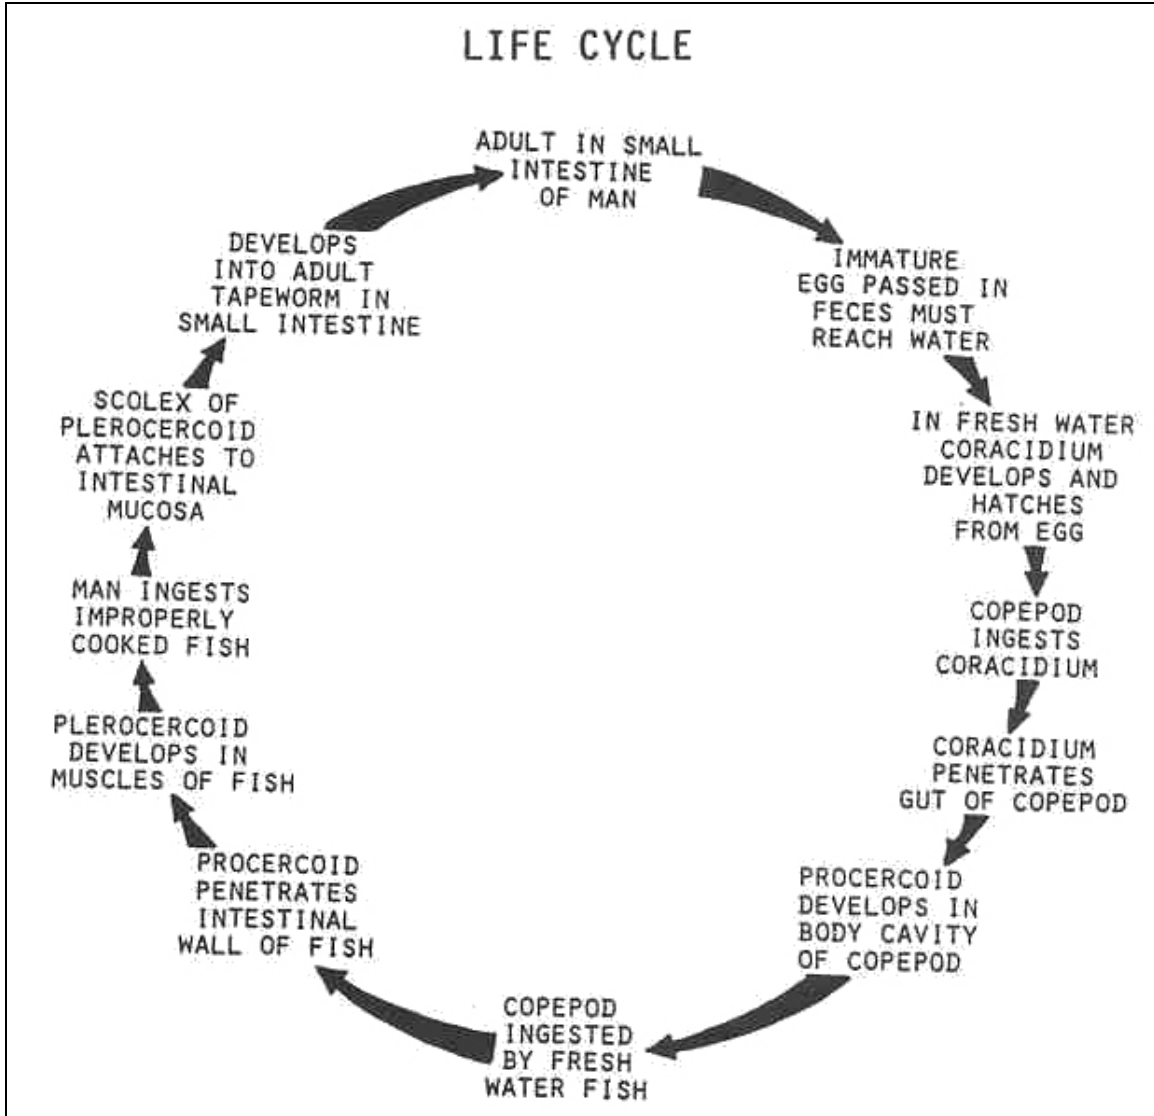 LIFE CYCLE
ADULT IN SMALL
INTESTINE
OF MAN
IMMATURE
EGG PASSED IN
FECES MUST
REACH WATER
IN FRESH WATER
CORACIDIUM
DEVELOPS AND
HATCHES
FROM EGG
COPEPOD
INGESTS
CORACIDIUM
CORACIDIUM
PENETRATES
GUT OF COPEPOD
PROCERCOID
DEVELOPS IN
BODY CAVITY
OF COPEPOD
COPEPOD
INGESTED
BY FRESH
WATER FISH
PROCERCOID
PENETRATES
INTESTINAL
WALL OF FISH
PLEROCERCOID
DEVELOPS IN
MUSCLES OF FISH
MAN INGESTS
IMPROPERLY
COOKED FISH
SCOLEX OF
PLEROCERCOID
ATTACHES TO
INTESTINAL
MUCOSA
DEVELOPS
INTO ADULT
TAPEWORM IN
SMALL INTESTINE